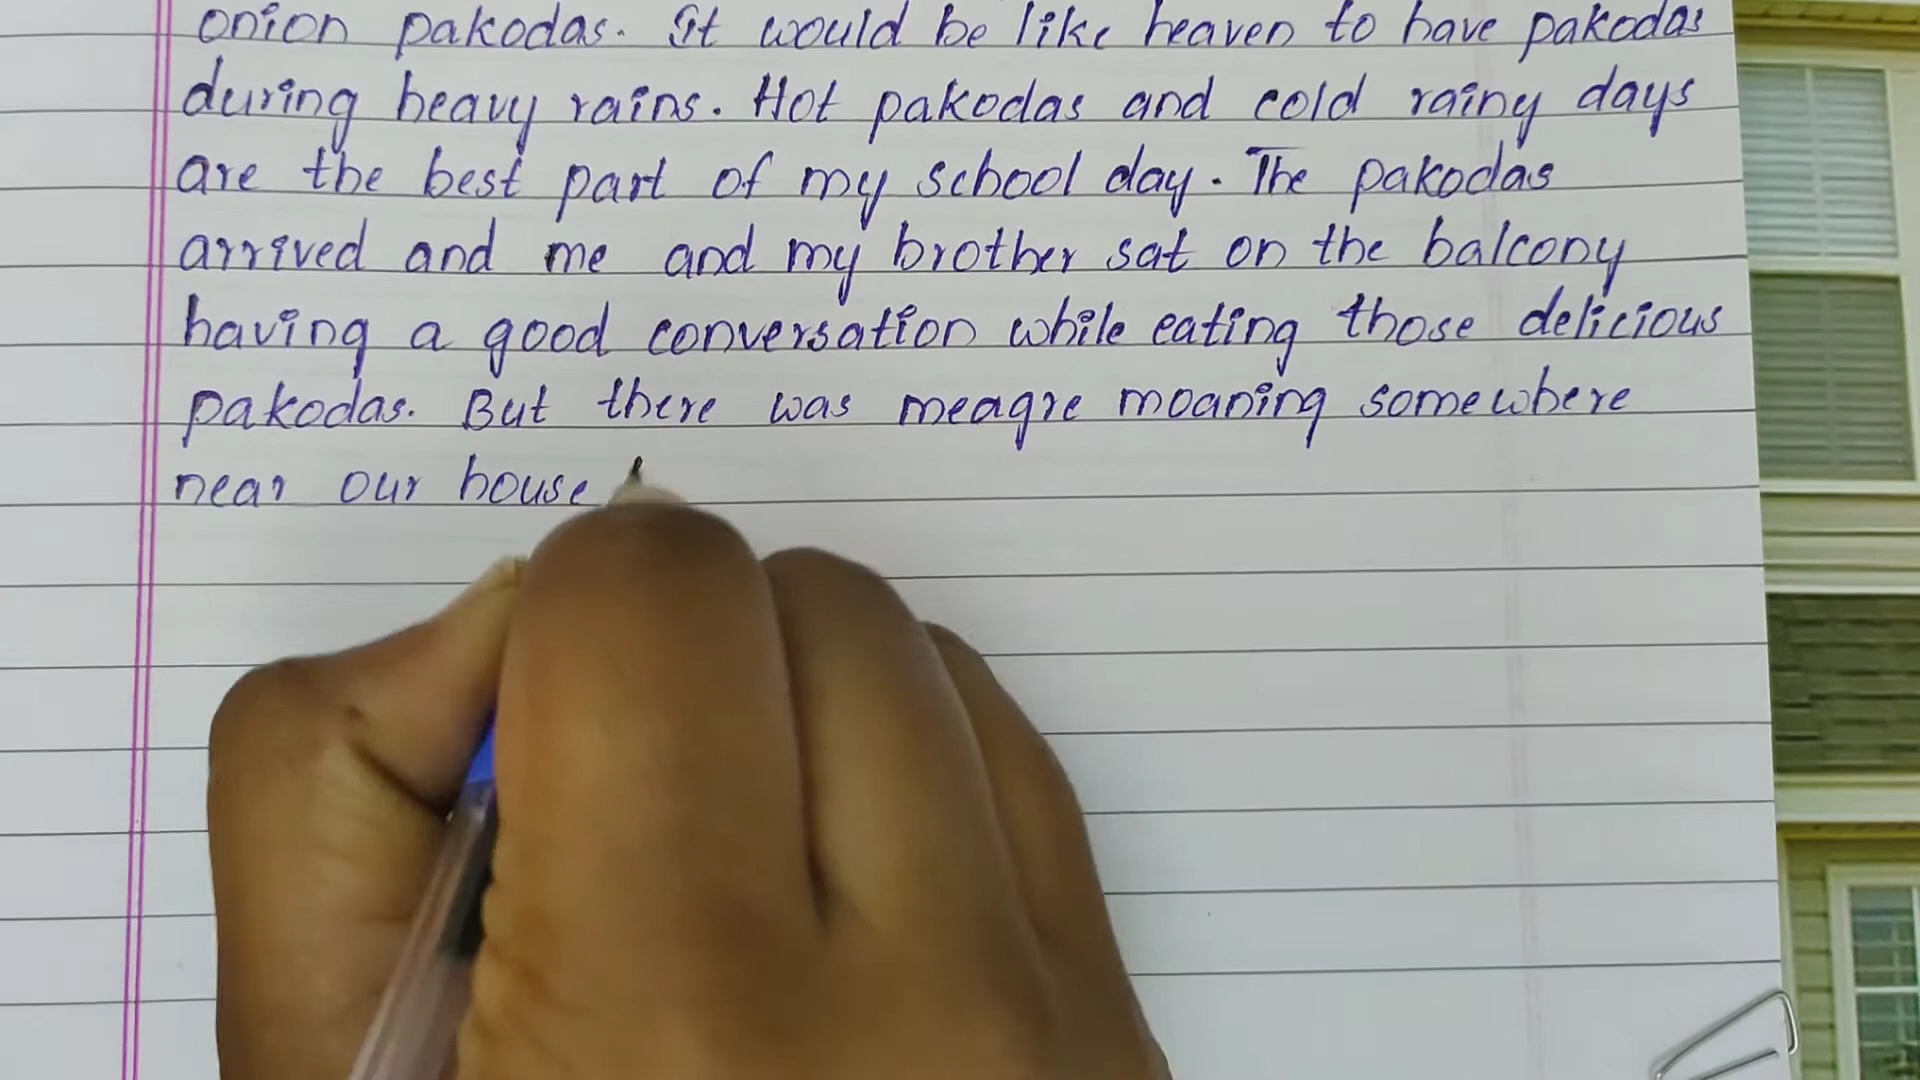 onion pakodas. It would be like heaven to have pakodas
during heavy rains. Hot pakodas and cold rainy days
are the best part of my school day. The pakodas
arrived and me and my brother sat on the balcony
having a good conversation while eating those delicious
pakodas. But there was meagre moaning somewhere
near our house